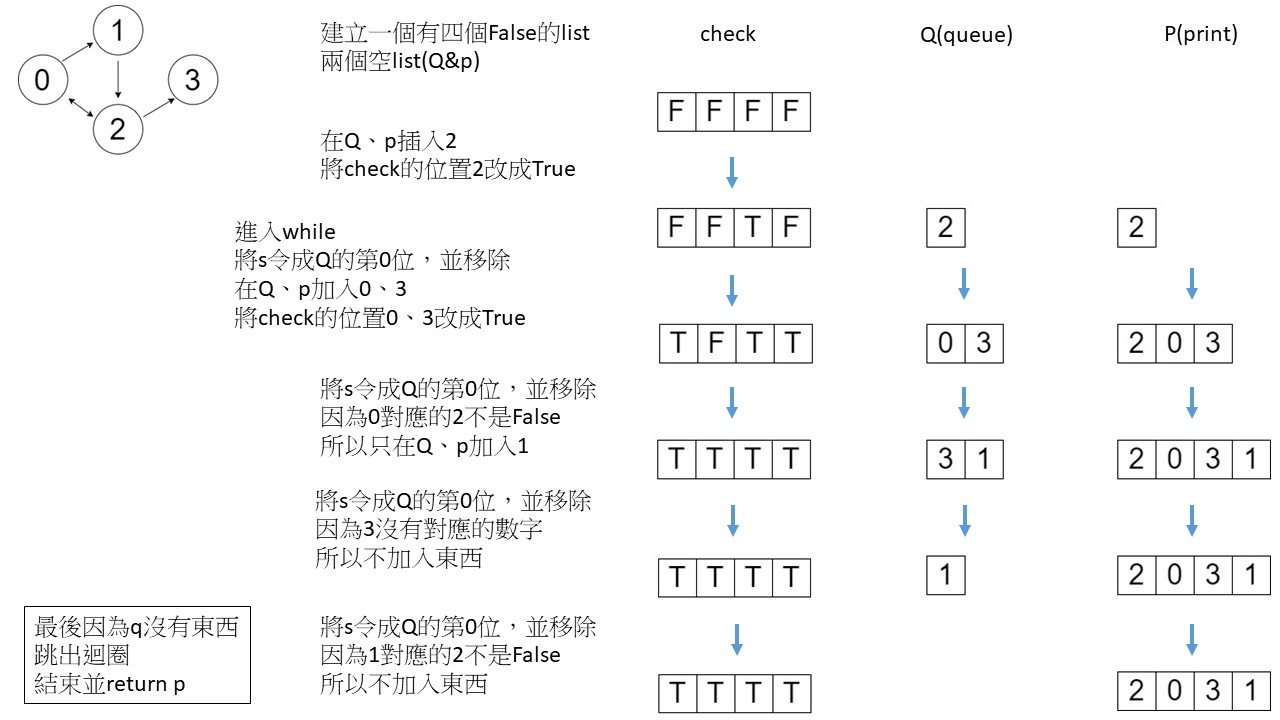 1
0
3
2
建立一個有四個False的list
兩個空list(Q&p)
check
Q(queue)
P(print)
F F F F
在Q、p插入2
將check的位置2改成True
F F T F
2
2
進入while
將s令成Q的第0位，並移除
在Q、p加入0、3
將check的位置0、3改成True
T F T T
0 3
2 0 3
將s令成Q的第0位，並移除
因為0對應的2不是False
所以只在Q、p加入1
T T T T
3 1
2 0 3 1
將s令成Q的第0位，並移除
因為3沒有對應的數字
所以不加入東西
T T T T
1
2 0 3 1
將s令成Q的第0位，並移除
因為1對應的2不是False
所以不加入東西
T T T T
2 0 3 1
最後因為q沒有東西
跳出迴圈
結束並return p